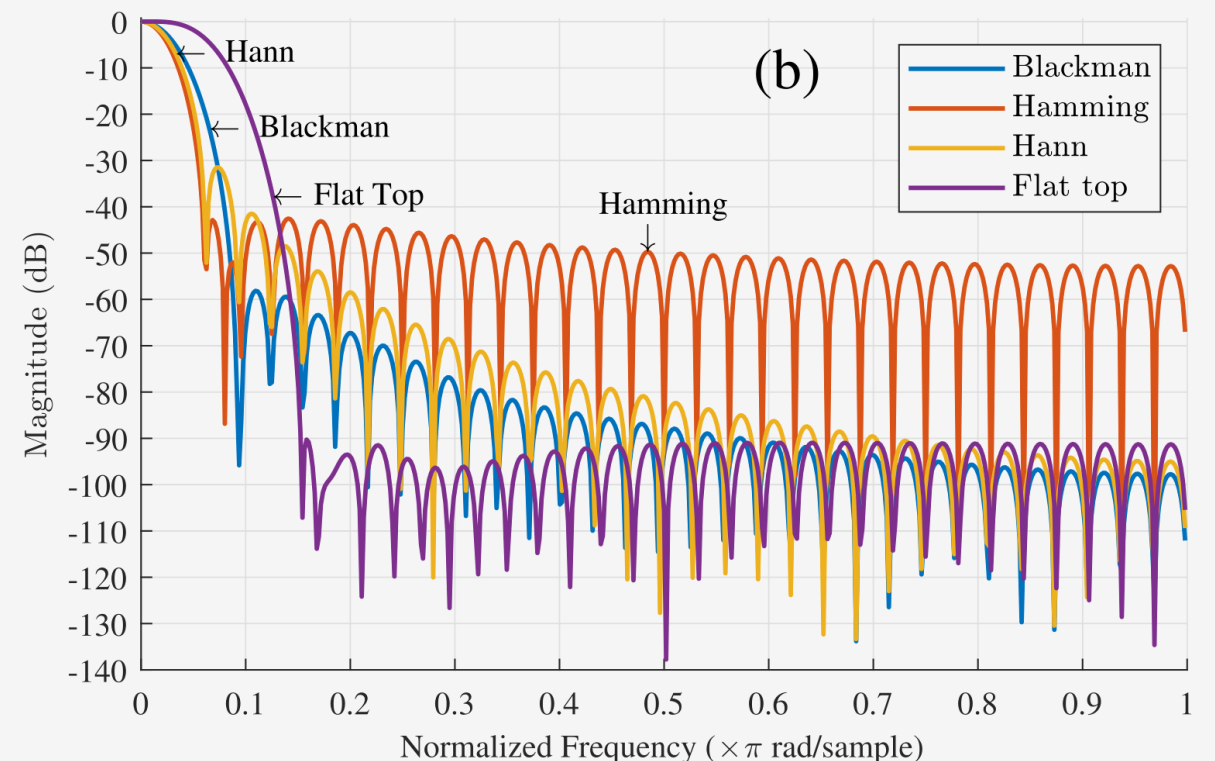 0
-10
-20
-30
-40
-50
-60
-70
-80
-90
-100
-110
-120
-130
-140
Magnitude (dB)
← Hann
← Blackman
← Flat Top
Hamming
↓
(b)
Blackman
Hamming
Hann
Flat top
0 0.1 0.2 0.3 0.4 0.5 0.6 0.7 0.8 0.9 1
Normalized Frequency (×π rad/sample)